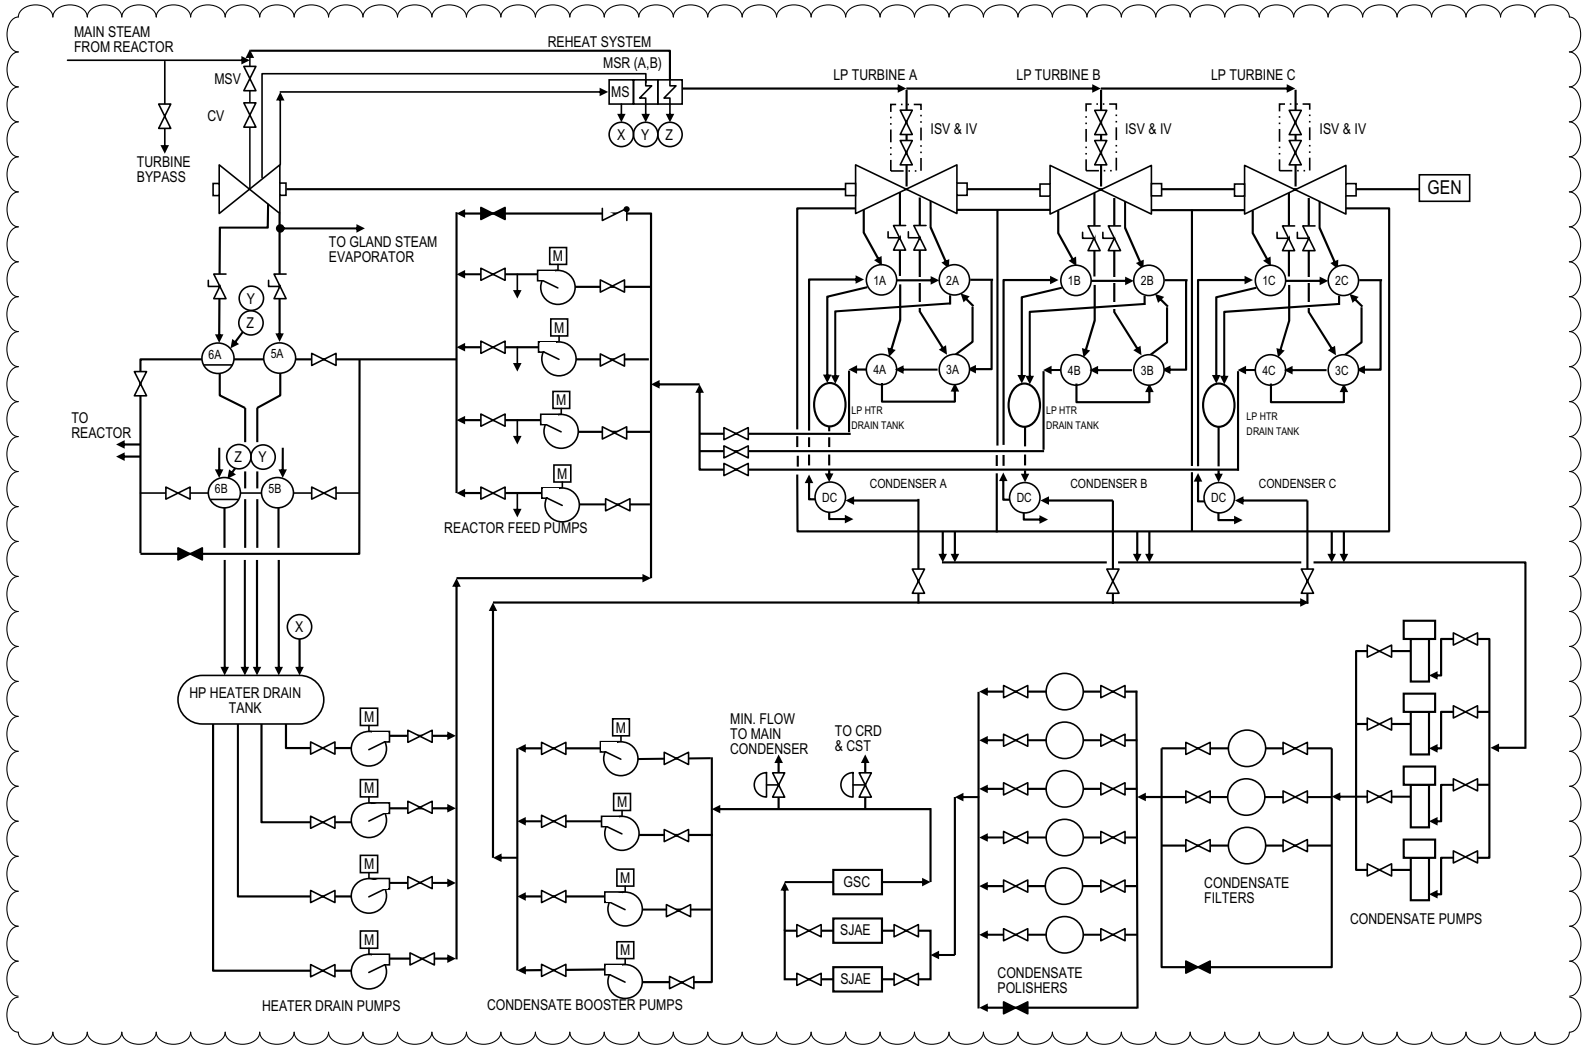 MAIN STEAM
FROM REACTOR
REHEAT SYSTEM
MSR (A,B)
LP TURBINE A
LP TURBINE B
LP TURBINE C
MSV
CV
MS
X
Y
Z
ISV & IV
ISV & IV
ISV & IV
TURBINE
BYPASS
GEN
TO GLAND STEAM
EVAPORATOR
M
M
M
M
REACTOR FEED PUMPS
Y
Z
6A
5A
TO
REACTOR
Z
Y
6B
5B
1A
2A
4A
3A
LP HTR
DRAIN TANK
DC
CONDENSER A
1B
2B
4B
3B
LP HTR
DRAIN TANK
DC
CONDENSER B
1C
2C
4C
3C
LP HTR
DRAIN TANK
DC
CONDENSER C
X
HP HEATER DRAIN
TANK
M
M
M
M
HEATER DRAIN PUMPS
M
M
M
M
CONDENSATE BOOSTER PUMPS
MIN. FLOW
TO MAIN
CONDENSER
TO CRD
& CST
GSC
SJAE
SJAE
CONDENSATE
POLISHERS
CONDENSATE
FILTERS
CONDENSATE PUMPS